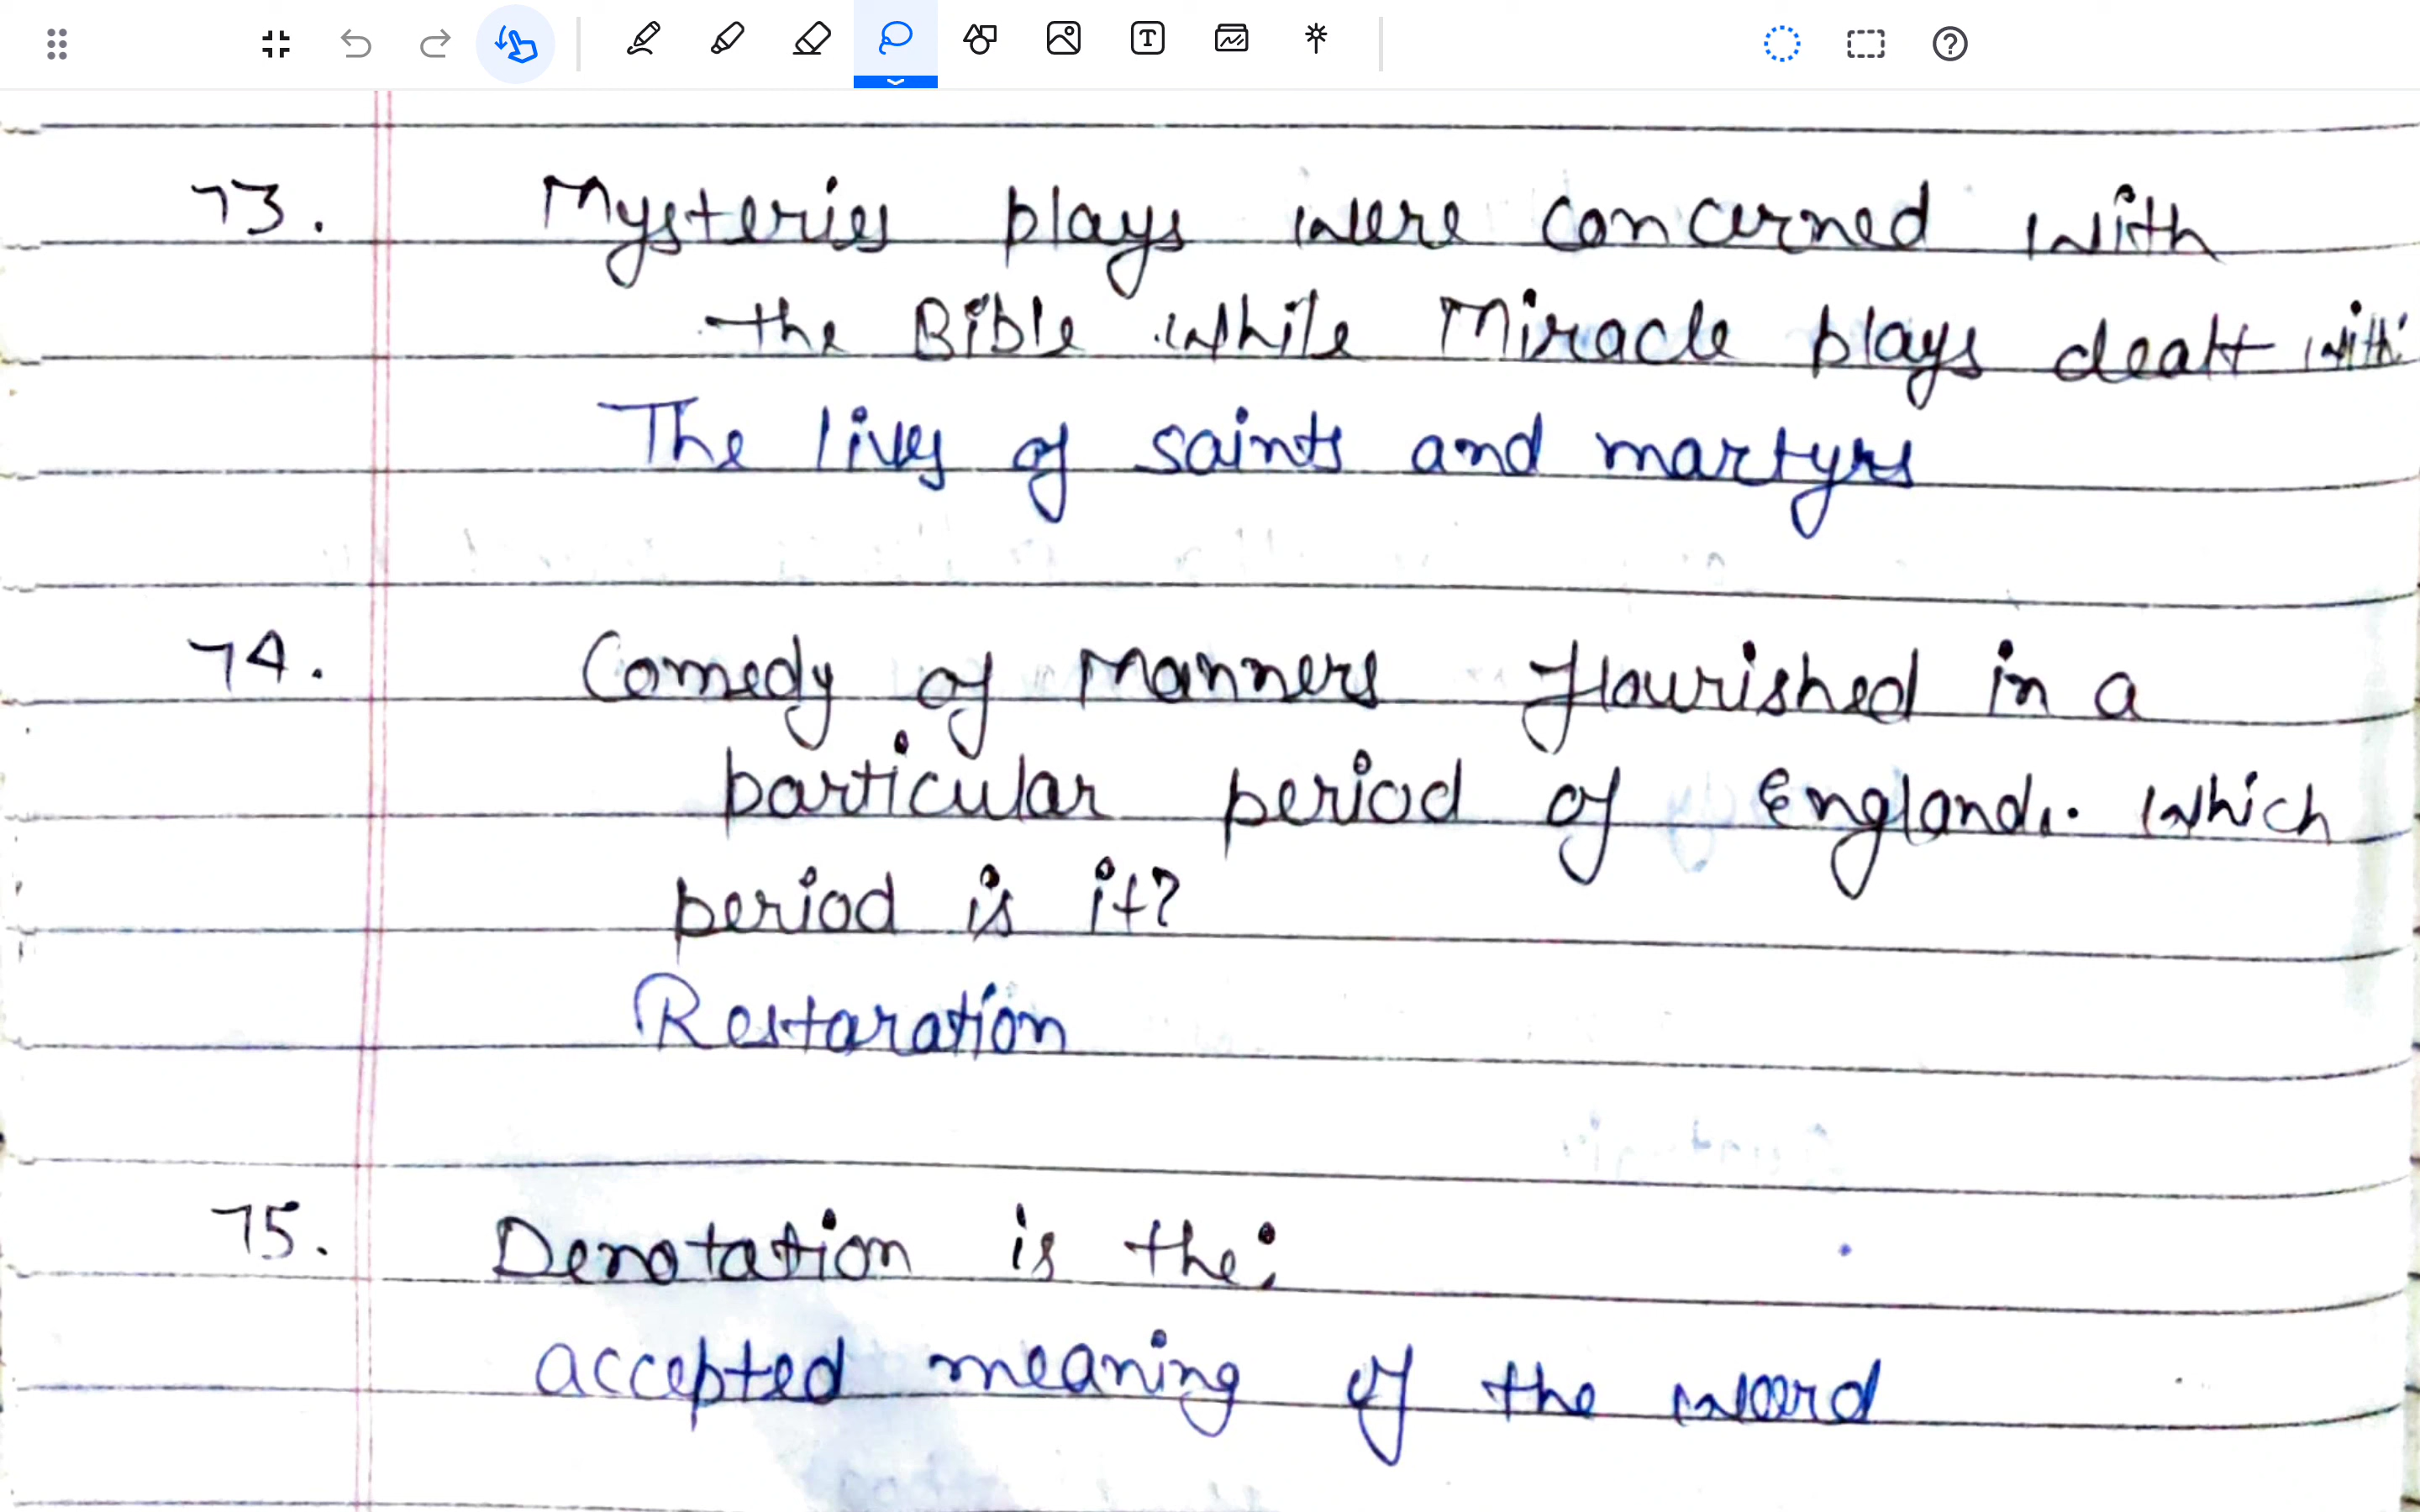 73. Mysteries plays were concerned with
the Bible while Miracle plays dealt with
The lives of saints and martyrs
74. Comedy of Manners flourished in a
particular period of England. Which
period is it?
Restaration
75. Denotation is the:
accepted meaning of the word